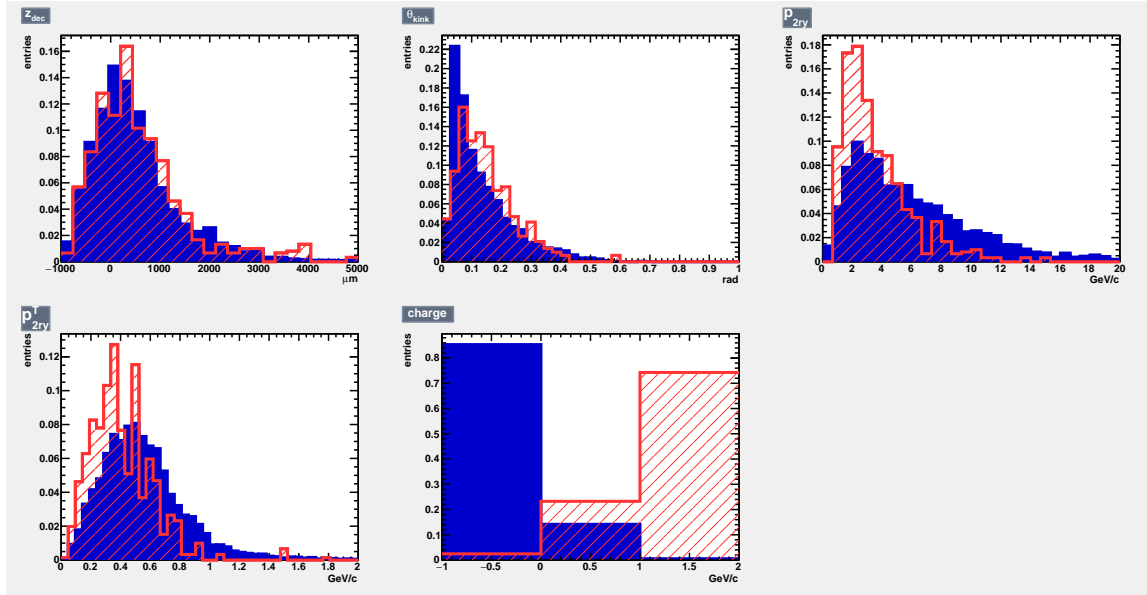 z_dec
entries
0.16
0.14
0.12
0.1
0.08
0.06
0.04
0.02
0
−1000 0 1000 2000 3000 4000 5000
μm
θ_kink
entries
0.22
0.2
0.18
0.16
0.14
0.12
0.1
0.08
0.06
0.04
0.02
0
0 0.1 0.2 0.3 0.4 0.5 0.6 0.7 0.8 0.9 1
rad
p_2ry
entries
0.18
0.16
0.14
0.12
0.1
0.08
0.06
0.04
0.02
0
0 2 4 6 8 10 12 14 16 18 20
GeV/c
p^T_2ry
entries
0.12
0.1
0.08
0.06
0.04
0.02
0
0 0.2 0.4 0.6 0.8 1 1.2 1.4 1.6 1.8 2
GeV/c
charge
entries
0.8
0.7
0.6
0.5
0.4
0.3
0.2
0.1
0
−1 −0.5 0 0.5 1 1.5 2
GeV/c